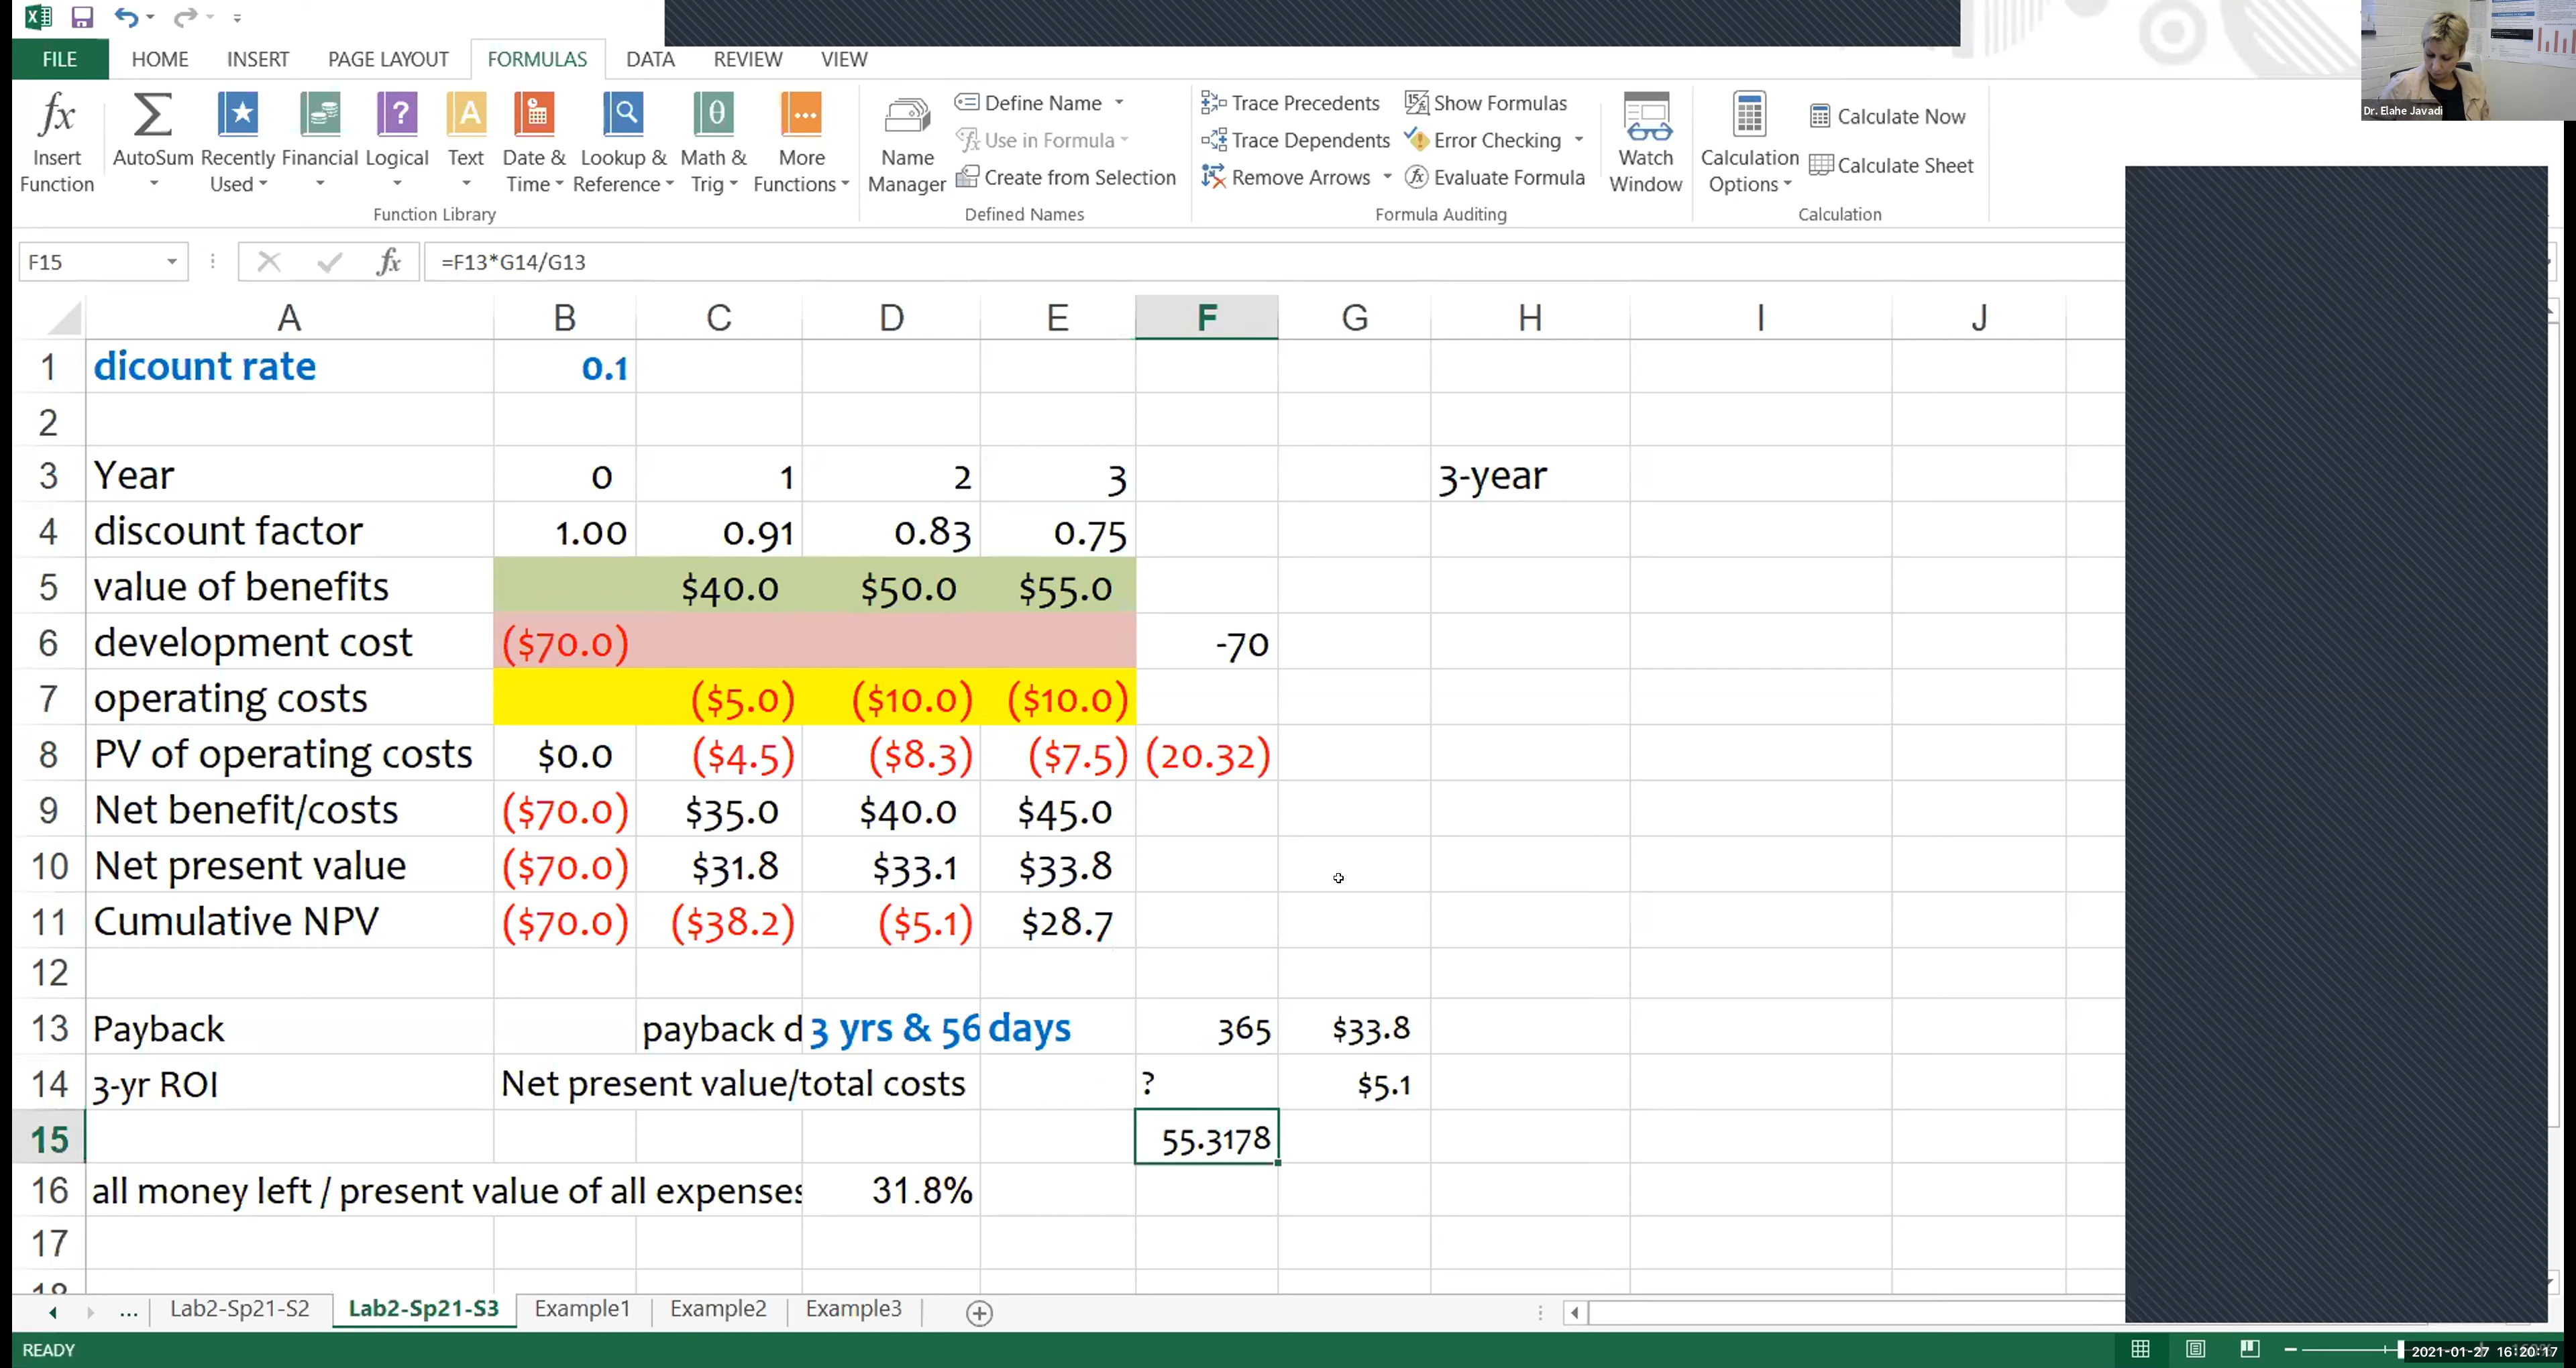 FILE HOME INSERT PAGE LAYOUT FORMULAS DATA REVIEW VIEW
Dr. Elahe Javadi
fx Insert Function
AutoSum
Recently Used
Financial
Logical
Text
Date & Time
Lookup & Reference
Math & Trig
More Functions
Function Library
Name Manager
Define Name
Use in Formula
Create from Selection
Defined Names
Trace Precedents
Trace Dependents
Remove Arrows
Show Formulas
Error Checking
Evaluate Formula
Formula Auditing
Watch Window
Calculation Options
Calculate Now
Calculate Sheet
Calculation
F15 fx =F13*G14/G13
A B C D E F G H I J
1 dicount rate 0.1
2
3 Year 0 1 2 3 3-year
4 discount factor 1.00 0.91 0.83 0.75
5 value of benefits $40.0 $50.0 $55.0
6 development cost ($70.0) -70
7 operating costs ($5.0) ($10.0) ($10.0)
8 PV of operating costs $0.0 ($4.5) ($8.3) ($7.5) (20.32)
9 Net benefit/costs ($70.0) $35.0 $40.0 $45.0
10 Net present value ($70.0) $31.8 $33.1 $33.8
11 Cumulative NPV ($70.0) ($38.2) ($5.1) $28.7
12
13 Payback payback d 3 yrs & 56 days 365 $33.8
14 3-yr ROI Net present value/total costs ? $5.1
15 55.3178
16 all money left / present value of all expenses 31.8%
17
18
... Lab2-Sp21-S2 Lab2-Sp21-S3 Example1 Example2 Example3
READY
2021-01-27 16:20:17